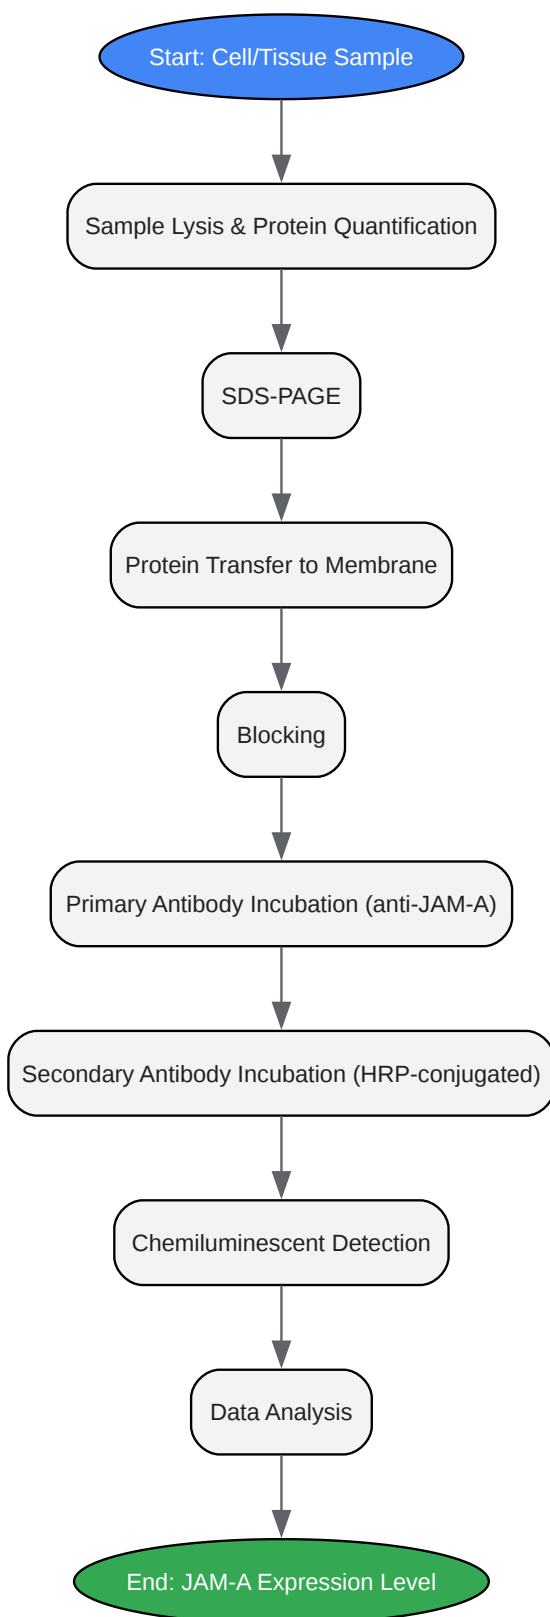 Start: Cell/Tissue Sample
Sample Lysis & Protein Quantification
SDS-PAGE
Protein Transfer to Membrane
Blocking
Primary Antibody Incubation (anti-JAM-A)
Secondary Antibody Incubation (HRP-conjugated)
Chemiluminescent Detection
Data Analysis
End: JAM-A Expression Level